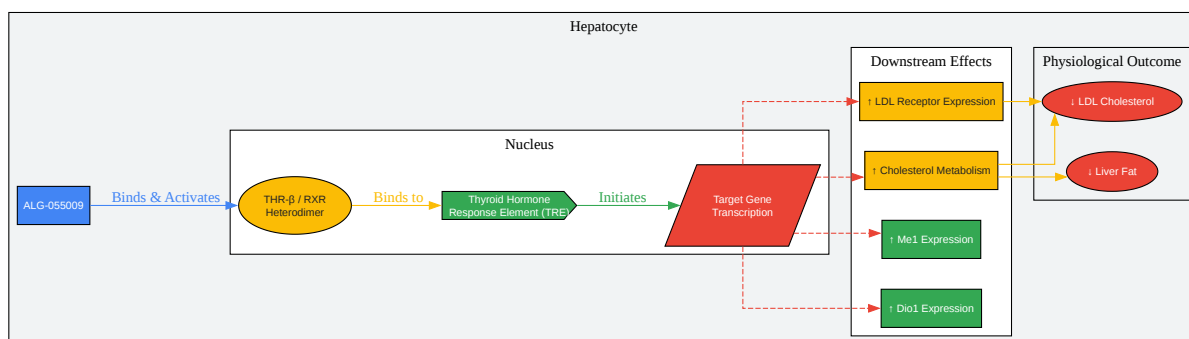 Hepatocyte
Nucleus
Downstream Effects
Physiological Outcome
ALG-055009
Binds & Activates
THR-β / RXR
Heterodimer
Binds to
Thyroid Hormone
Response Element (TRE)
Initiates
Target Gene
Transcription
↑ LDL Receptor Expression
↑ Cholesterol Metabolism
↑ Me1 Expression
↑ Dio1 Expression
↓ LDL Cholesterol
↓ Liver Fat